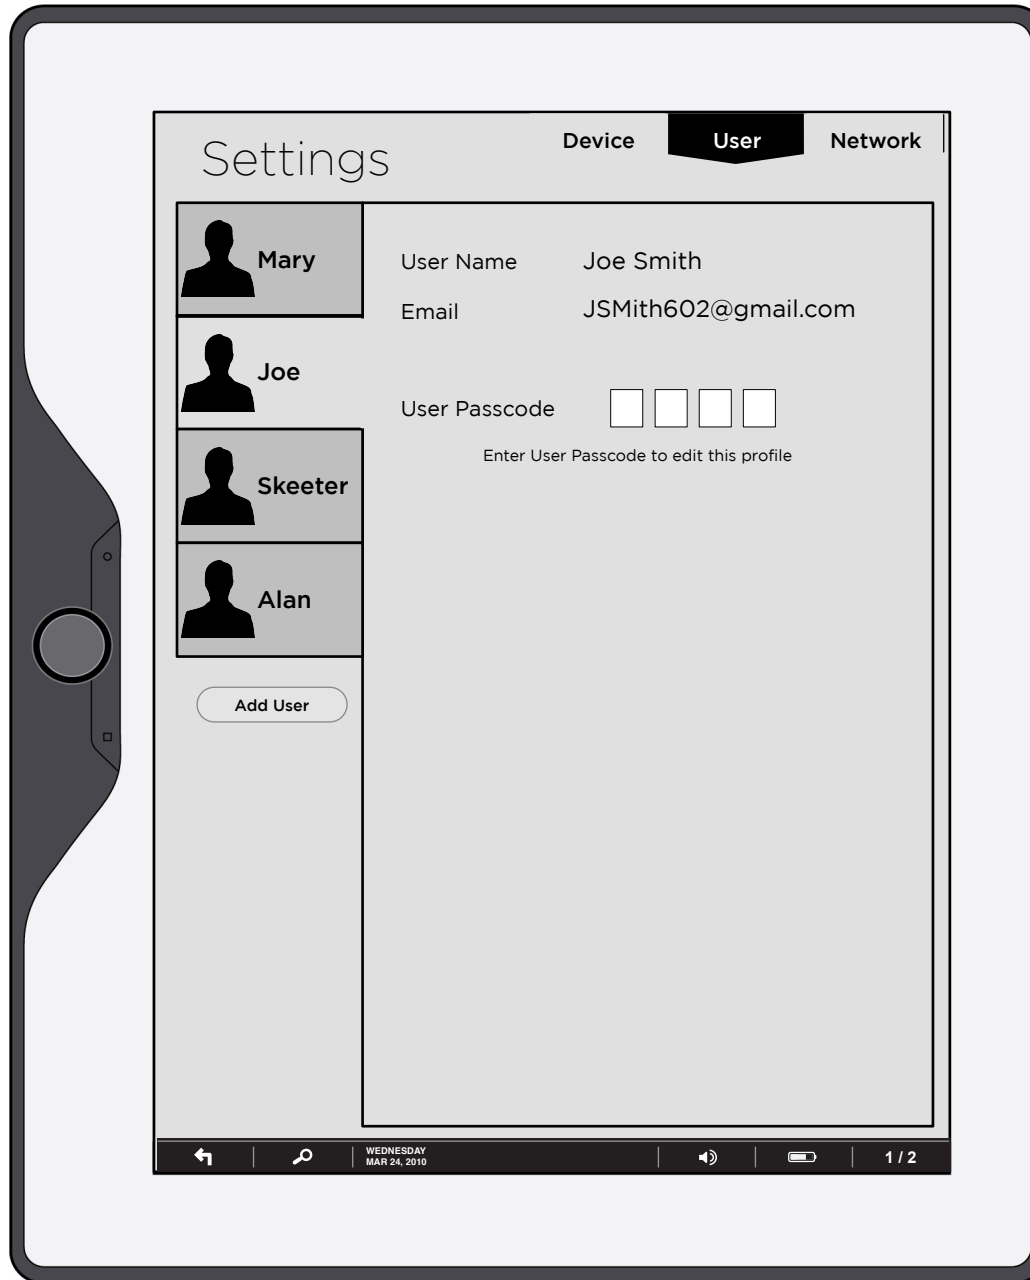 Settings
Device
User
Network
Mary
Joe
Skeeter
Alan
Add User
User Name Joe Smith
Email JSMith602@gmail.com
User Passcode
Enter User Passcode to edit this profile
WEDNESDAY
MAR 24, 2010
1 / 2